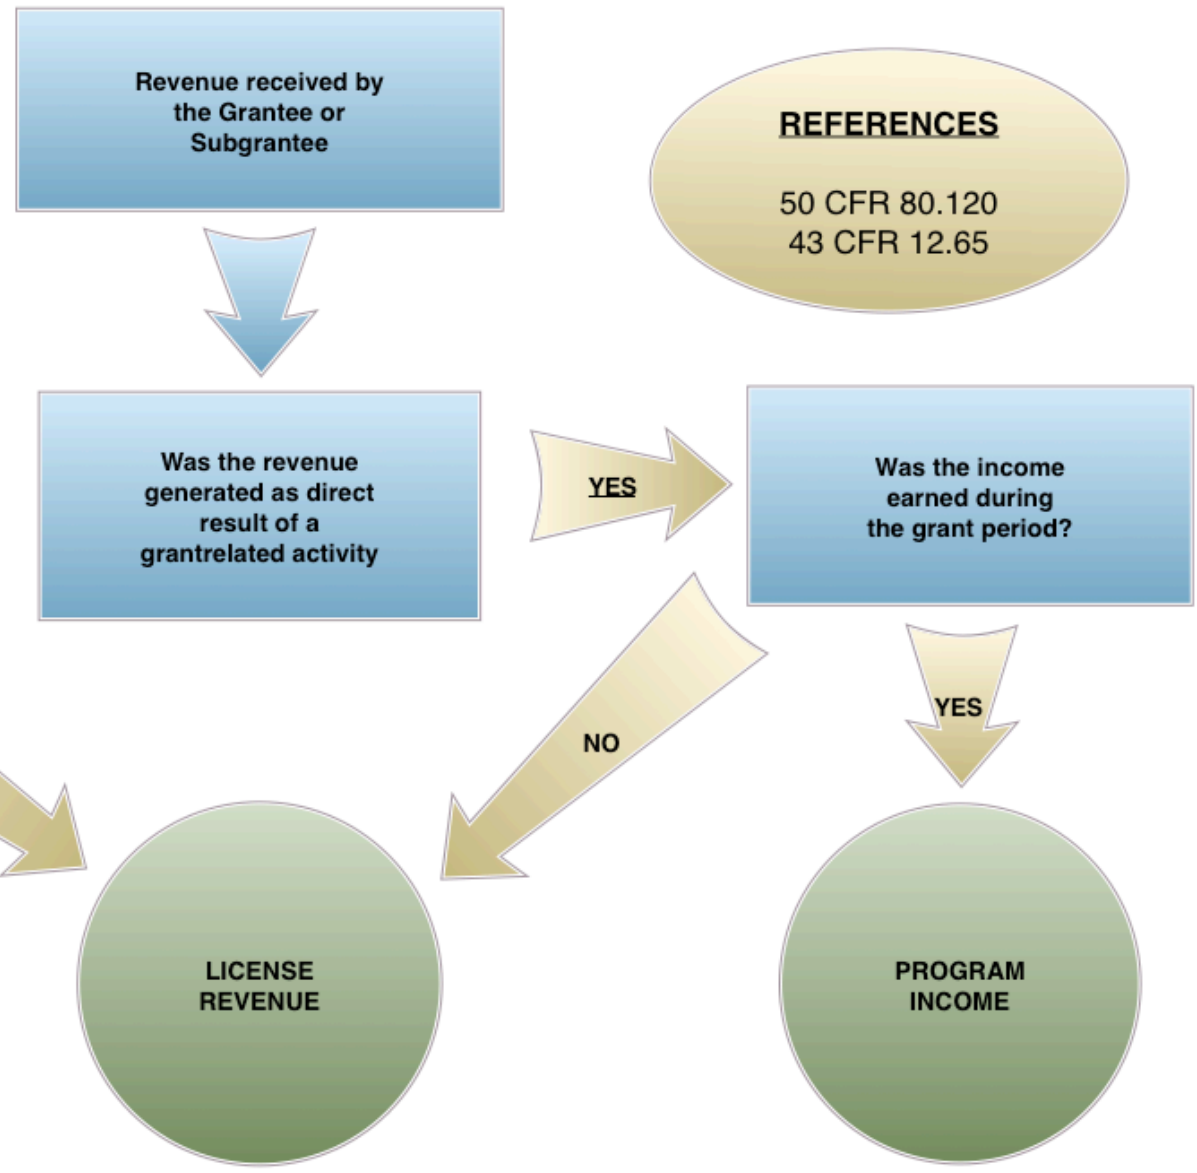 Revenue received by
the Grantee or
Subgrantee
REFERENCES
50 CFR 80.120
43 CFR 12.65
Was the revenue
generated as direct
result of a
grantrelated activity
YES
Was the income
earned during
the grant period?
NO
YES
LICENSE
REVENUE
PROGRAM
INCOME